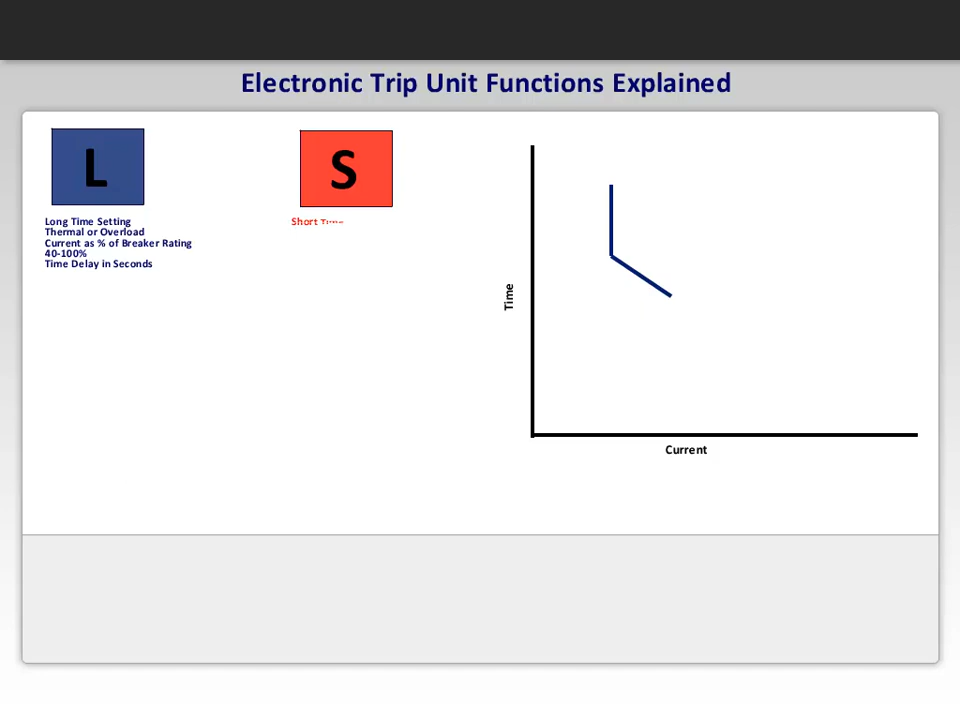 Electronic Trip Unit Functions Explained
L
Long Time Setting
Thermal or Overload
Current as % of Breaker Rating
40-100%
Time Delay in Seconds
S
Short
Time
Current